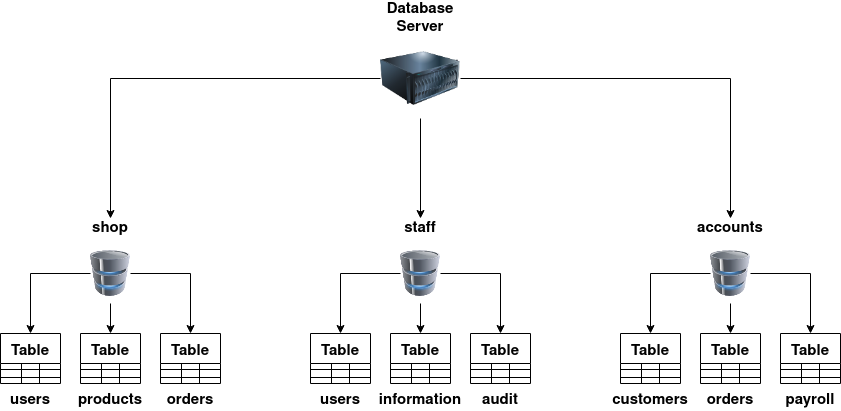 Database
Server
shop
staff
accounts
Table
Table
Table
Table
Table
Table
Table
Table
Table
users
products
orders
users
information
audit
customers
orders
payroll